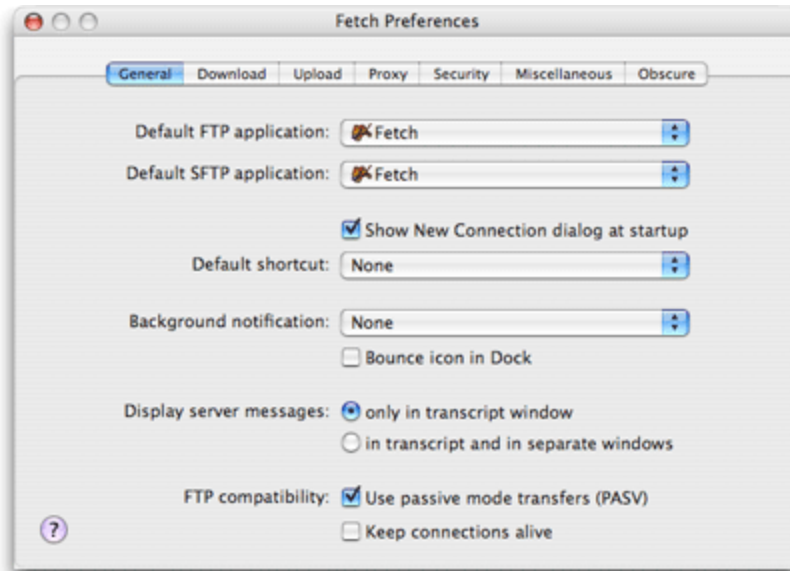 Fetch Preferences
General Download Upload Proxy Security Miscellaneous Obscure
Default FTP application: Fetch
Default SFTP application: Fetch
Show New Connection dialog at startup
Default shortcut: None
Background notification: None
Bounce icon in Dock
Display server messages: only in transcript window
in transcript and in separate windows
FTP compatibility: Use passive mode transfers (PASV)
? Keep connections alive